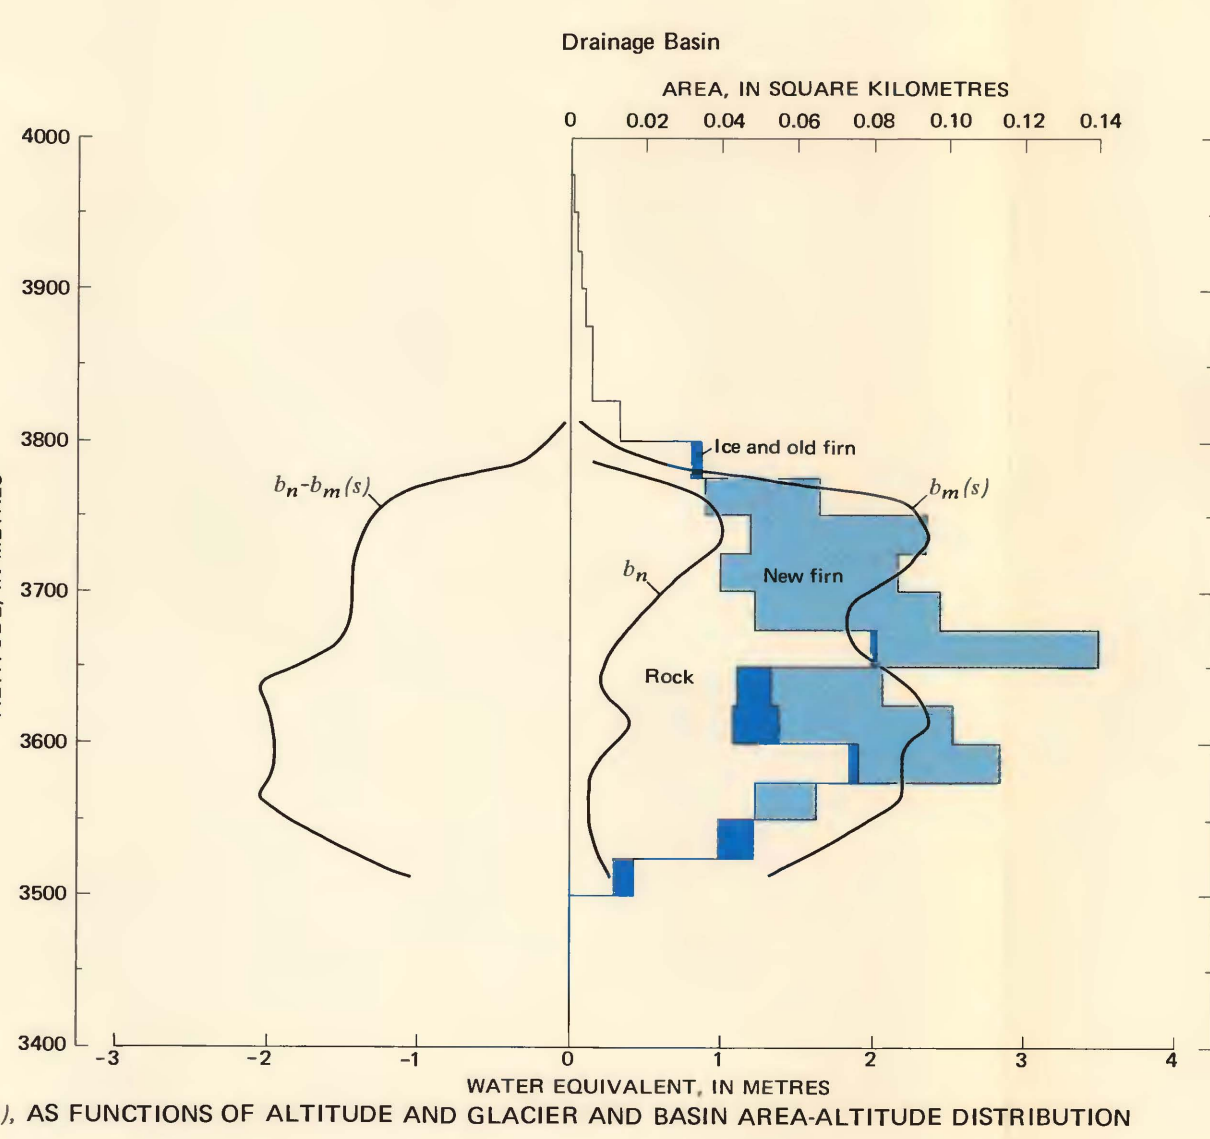 Drainage Basin
AREA, IN SQUARE KILOMETRES
0 0.02 0.04 0.06 0.08 0.10 0.12 0.14
4000
3900
3800
3700
3600
3500
3400
Ice and old firn
bn-bm(s)
bm(s)
bn
New firn
Rock
-3 -2 -1 0 1 2 3 4
WATER EQUIVALENT, IN METRES
), AS FUNCTIONS OF ALTITUDE AND GLACIER AND BASIN AREA-ALTITUDE DISTRIBUTION